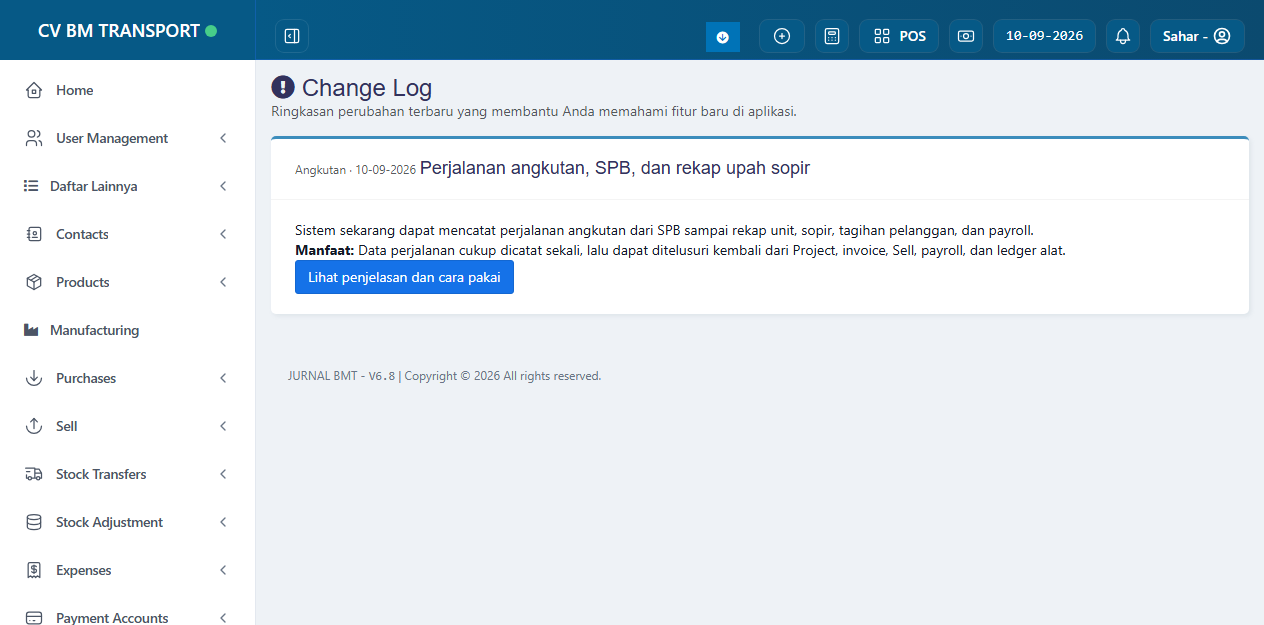 CV BM TRANSPORT
POS
10-09-2026
Sahar -
Home
User Management
Daftar Lainnya
Contacts
Products
Manufacturing
Purchases
Sell
Stock Transfers
Stock Adjustment
Expenses
Payment Accounts
Change Log
Ringkasan perubahan terbaru yang membantu Anda memahami fitur baru di aplikasi.
Angkutan · 10-09-2026 Perjalanan angkutan, SPB, dan rekap upah sopir
Sistem sekarang dapat mencatat perjalanan angkutan dari SPB sampai rekap unit, sopir, tagihan pelanggan, dan payroll.
Manfaat: Data perjalanan cukup dicatat sekali, lalu dapat ditelusuri kembali dari Project, invoice, Sell, payroll, dan ledger alat.
Lihat penjelasan dan cara pakai
JURNAL BMT - V6.8 | Copyright © 2026 All rights reserved.